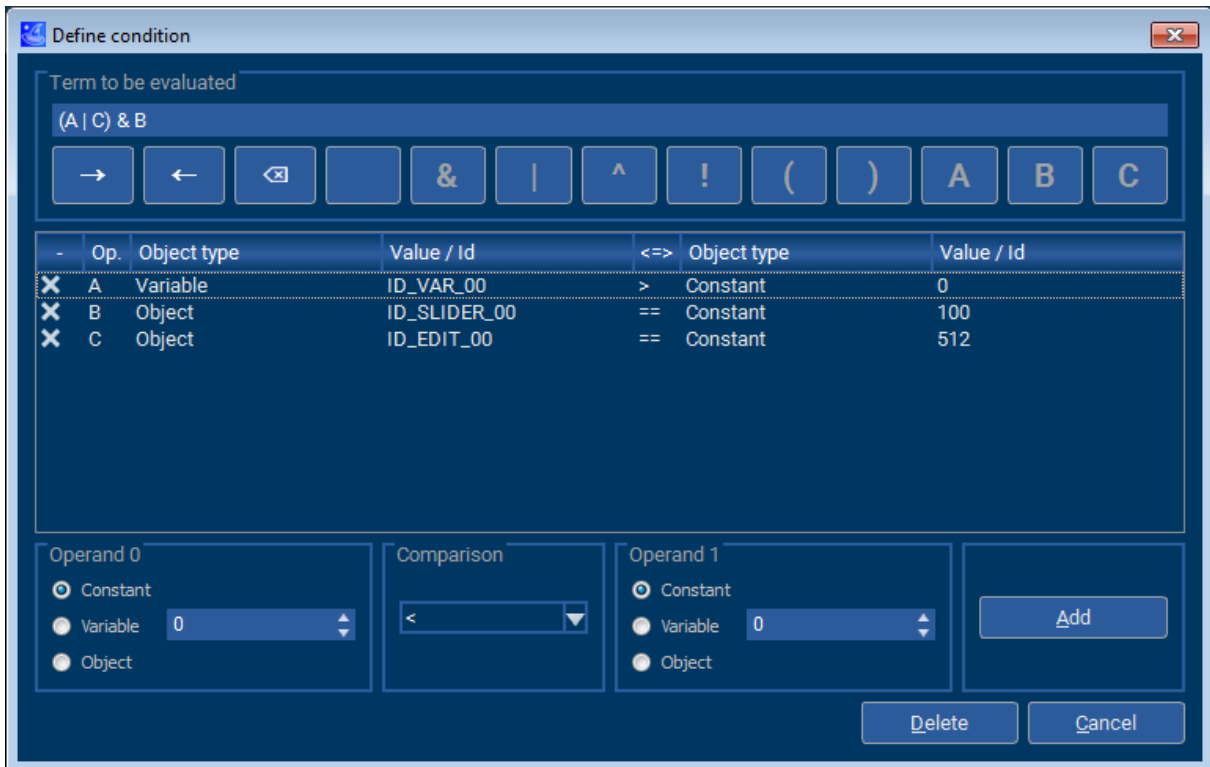 Define condition
Term to be evaluated
(A | C) & B
→ ← & | ^ ! ( ) A B C
- Op. Object type Value / Id <=> Object type Value / Id
A Variable ID_VAR_00 > Constant 0
B Object ID_SLIDER_00 == Constant 100
C Object ID_EDIT_00 == Constant 512
Operand 0 Comparison Operand 1
Constant Constant
Variable 0 < Variable 0 Add
Object Object
Delete Cancel